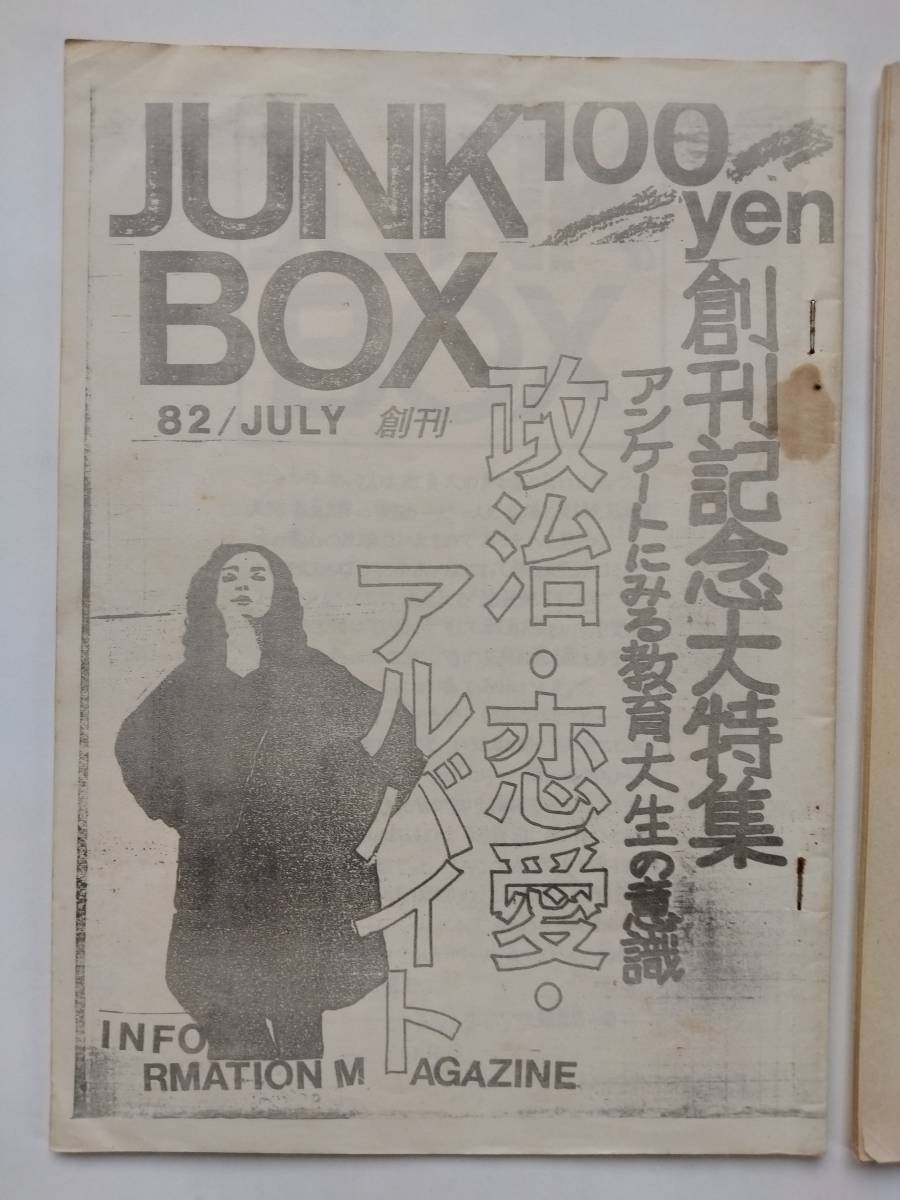 JUNK
BOX
100
yen
82/JULY 創刊
創刊記念大特集
アンケートにみる教育大生の意識
政治・恋愛・
アルバイト
INFO
RMATION M AGAZINE